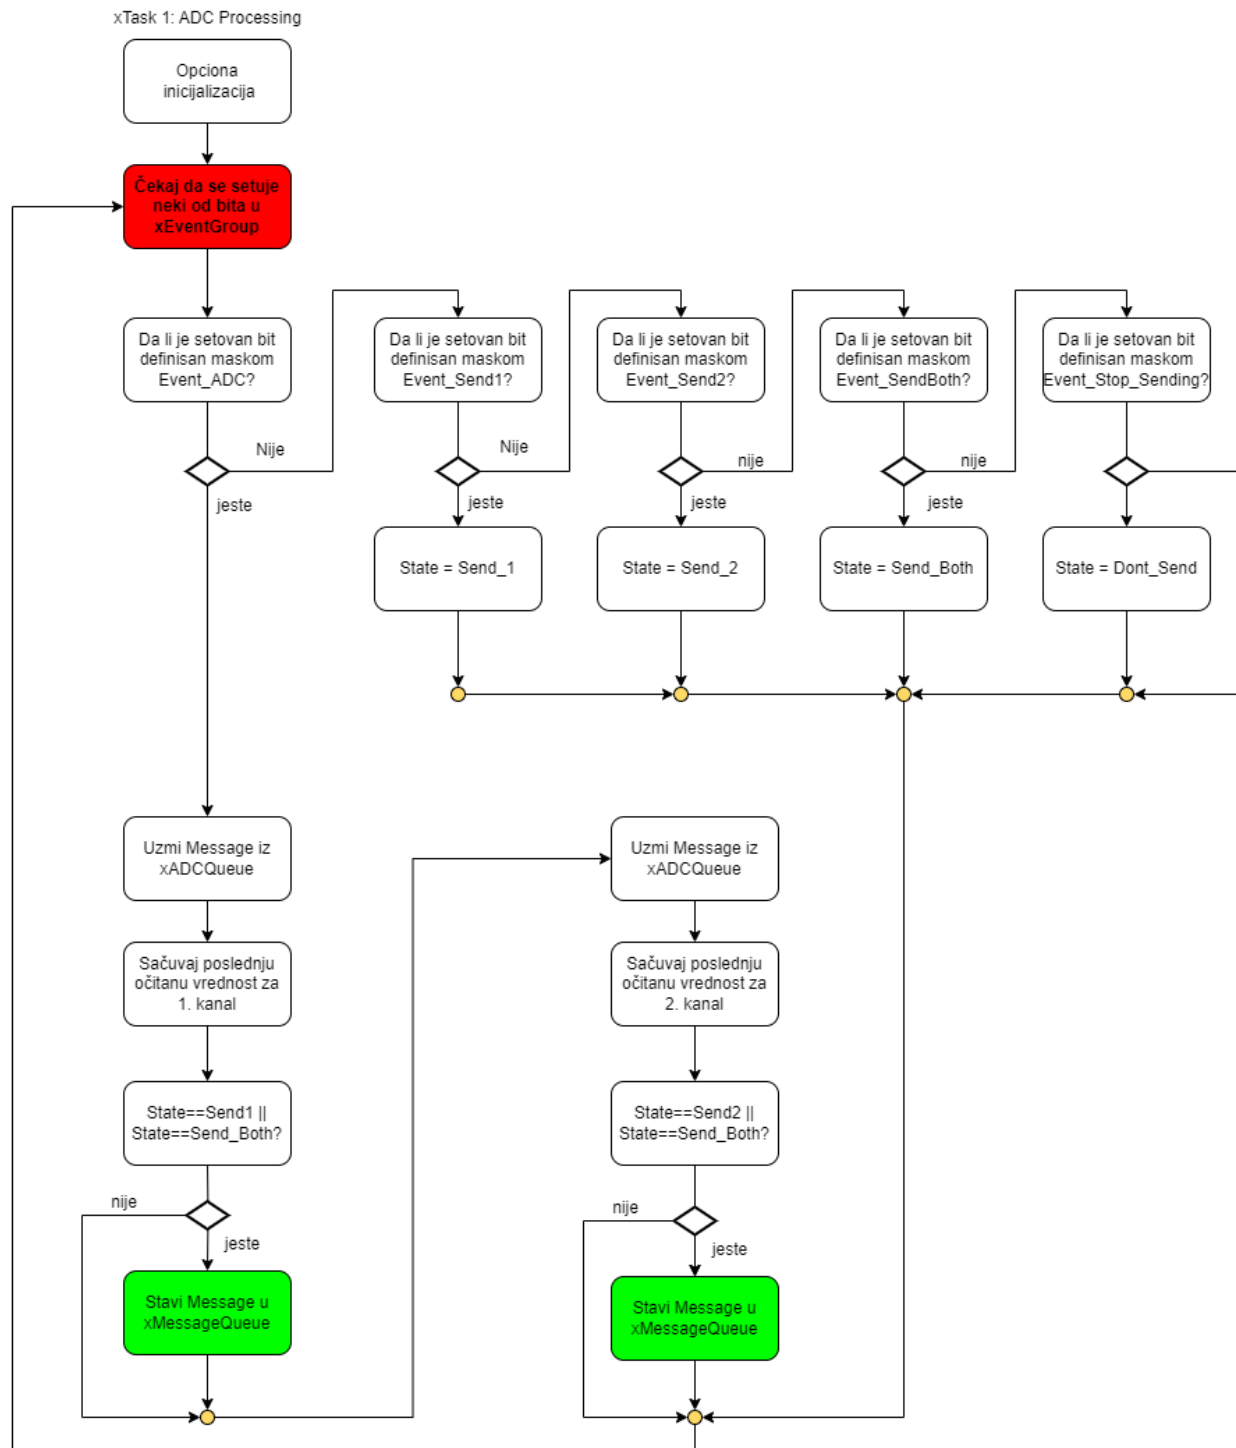 xTask 1: ADC Processing
Opciona
inicijalizacija
Čekaj da se setuje
neki od bita u
xEventGroup
Da li je setovan bit
definisan maskom
Event_ADC?
Da li je setovan bit
definisan maskom
Event_Send1?
Da li je setovan bit
definisan maskom
Event_Send2?
Da li je setovan bit
definisan maskom
Event_SendBoth?
Da li je setovan bit
definisan maskom
Event_Stop_Sending?
Nije
Nije
nije
nije
jeste
jeste
jeste
jeste
State = Send_1
State = Send_2
State = Send_Both
State = Dont_Send
Uzmi Message iz
xADCQueue
Sačuvaj poslednju
očitanu vrednost za
1. kanal
State==Send1 ||
State==Send_Both?
nije
jeste
Stavi Message u
xMessageQueue
Uzmi Message iz
xADCQueue
Sačuvaj poslednju
očitanu vrednost za
2. kanal
State==Send2 ||
State==Send_Both?
nije
jeste
Stavi Message u
xMessageQueue